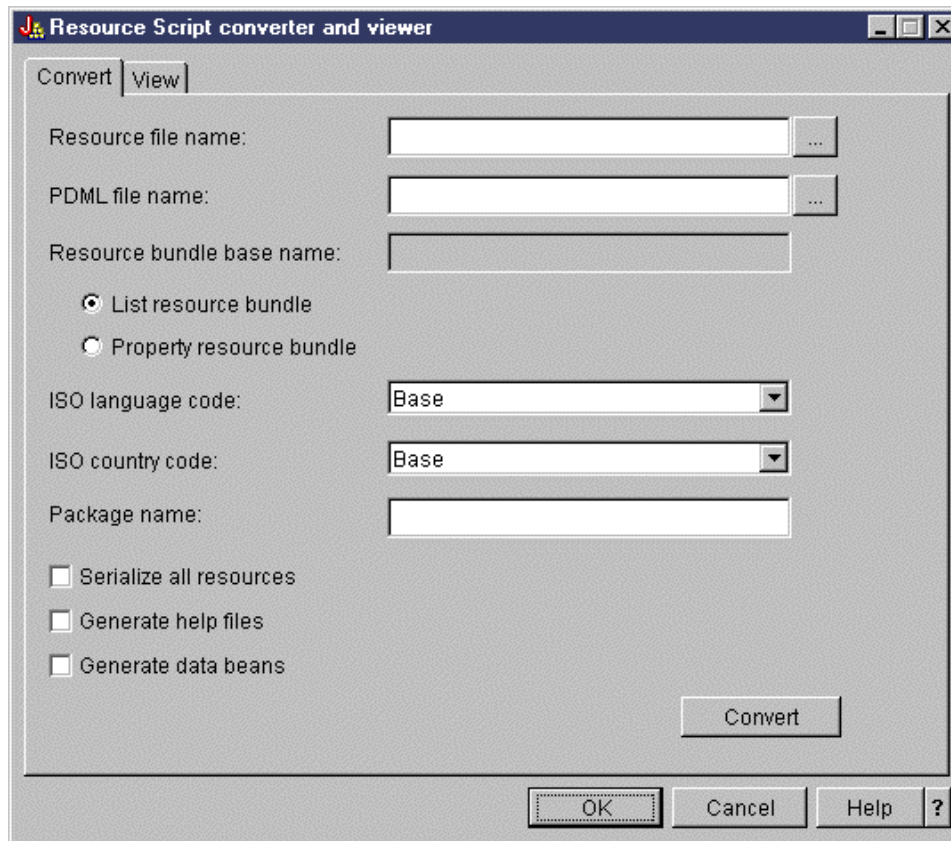 Resource Script converter and viewer
Convert View
Resource file name: ...
PDML file name: ...
Resource bundle base name:
List resource bundle
Property resource bundle
ISO language code: Base
ISO country code: Base
Package name:
Serialize all resources
Generate help files
Generate data beans
Convert
OK Cancel Help ?